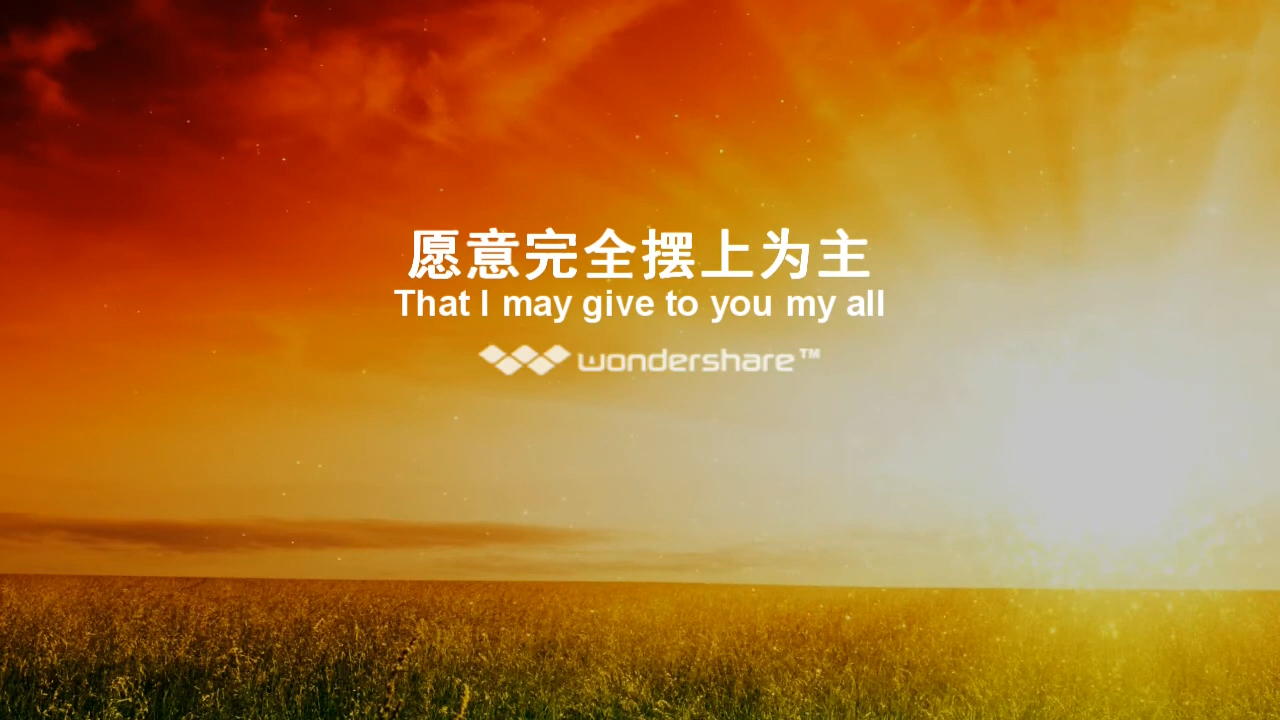 愿意完全摆上为主
That I may give to you my all
wondershare™